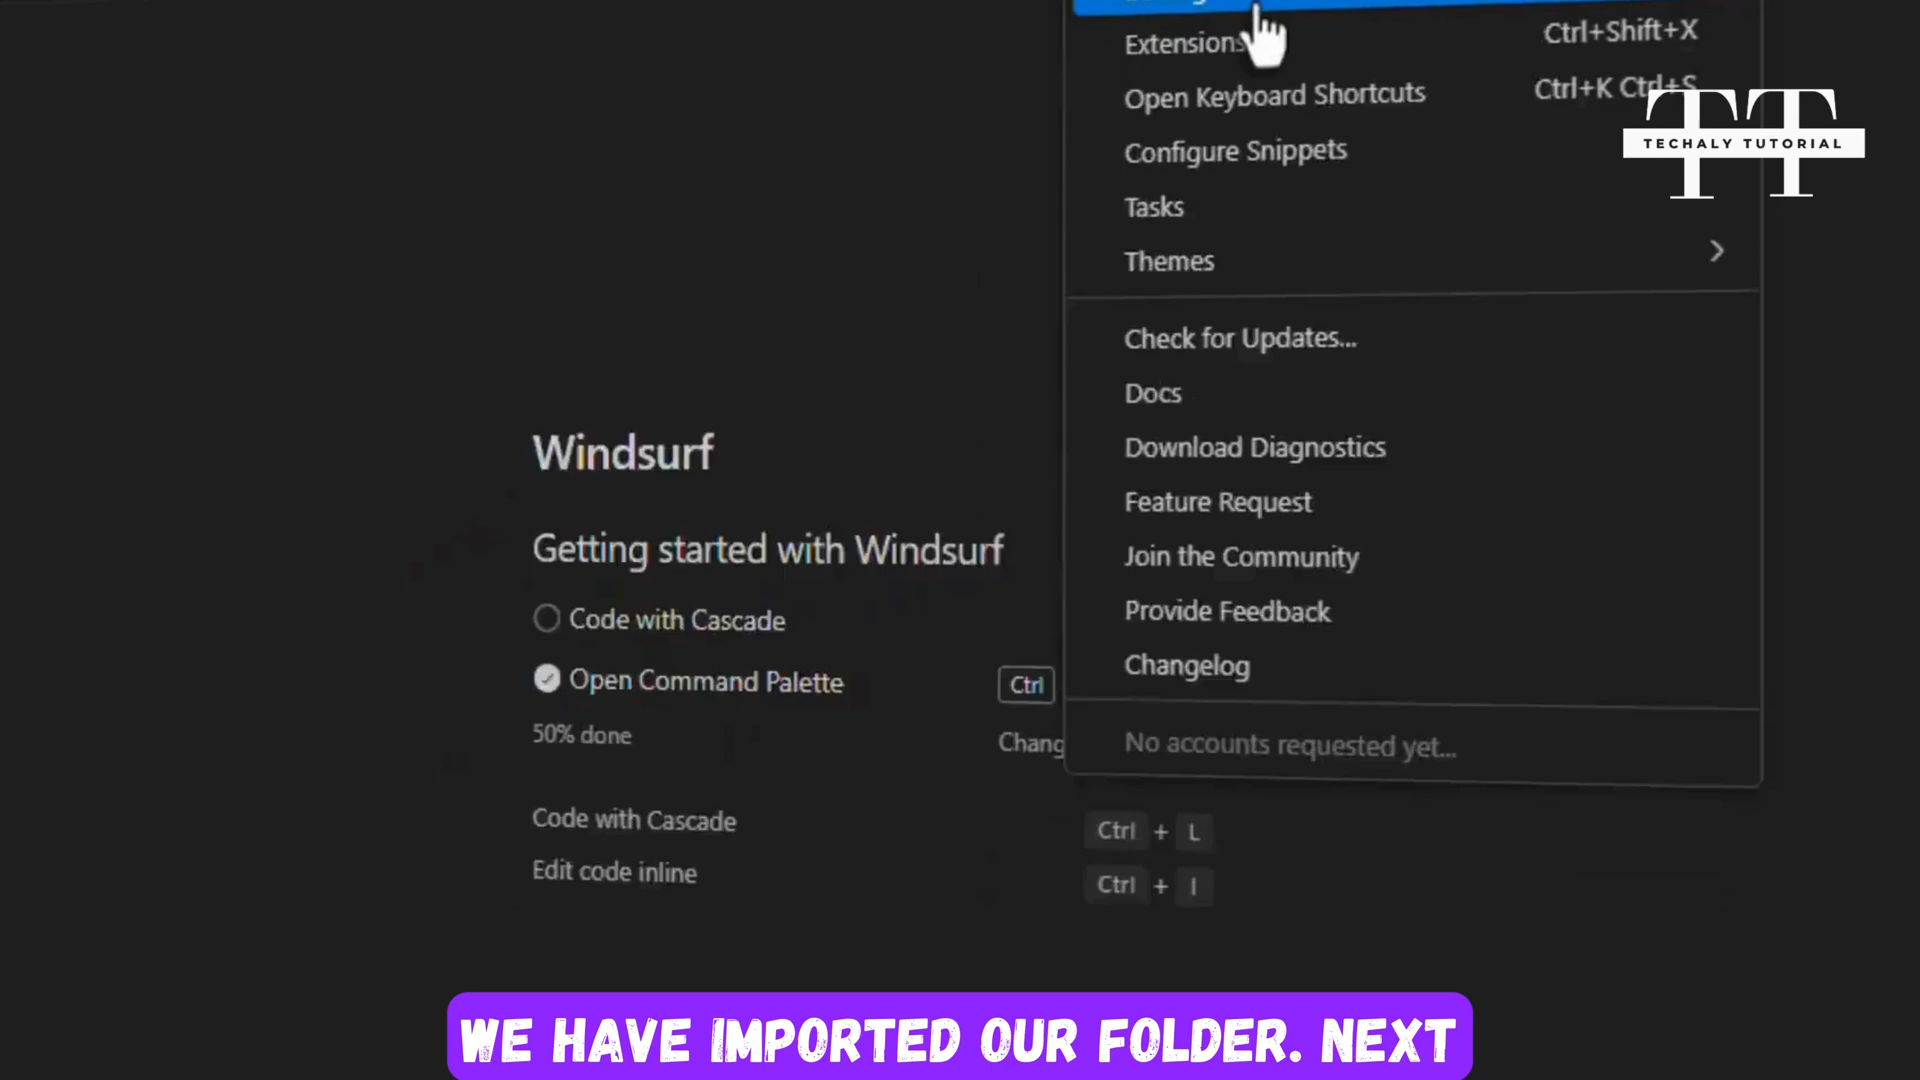 Extensions Ctrl+Shift+X
Open Keyboard Shortcuts Ctrl+K Ctrl+S
Configure Snippets
TECHALY TUTORIAL
Tasks
Themes
Check for Updates...
Docs
Download Diagnostics
Feature Request
Join the Community
Provide Feedback
Changelog
No accounts requested yet...
Windsurf
Getting started with Windsurf
Code with Cascade
Open Command Palette Ctrl
50% done Chang
Code with Cascade Ctrl + L
Edit code inline Ctrl + I
WE HAVE IMPORTED OUR FOLDER. NEXT